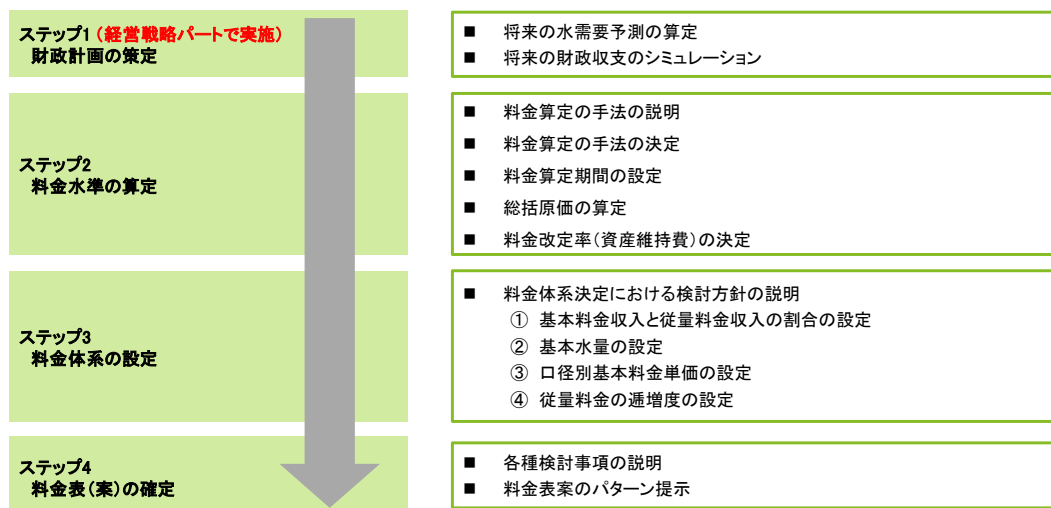 ステップ1（経営戦略パートで実施）
財政計画の策定
■ 将来の水需要予測の算定
■ 将来の財政収支のシミュレーション
ステップ2
料金水準の算定
■ 料金算定の手法の説明
■ 料金算定の手法の決定
■ 料金算定期間の設定
■ 総括原価の算定
■ 料金改定率（資産維持費）の決定
ステップ3
料金体系の設定
■ 料金体系決定における検討方針の説明
① 基本料金収入と従量料金収入の割合の設定
② 基本水量の設定
③ 口径別基本料金単価の設定
④ 従量料金の逓増度の設定
ステップ4
料金表（案）の確定
■ 各種検討事項の説明
■ 料金表案のパターン提示